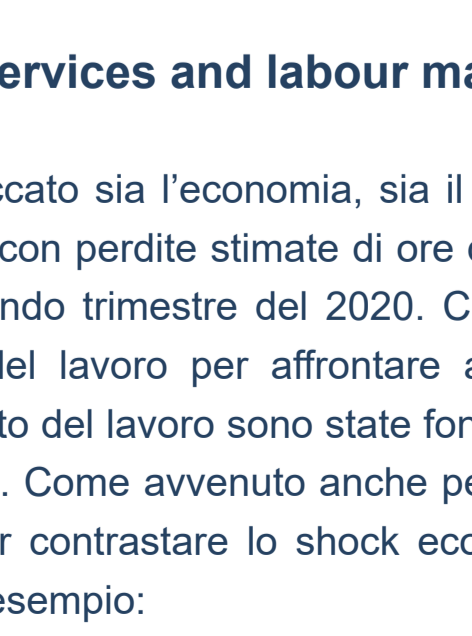 ervices and labour ma
ccato sia l’economia, sia il
con perdite stimate di ore
ndo trimestre del 2020. C
del lavoro per affrontare a
to del lavoro sono state fon
. Come avvenuto anche pe
r contrastare lo shock eco
esempio: